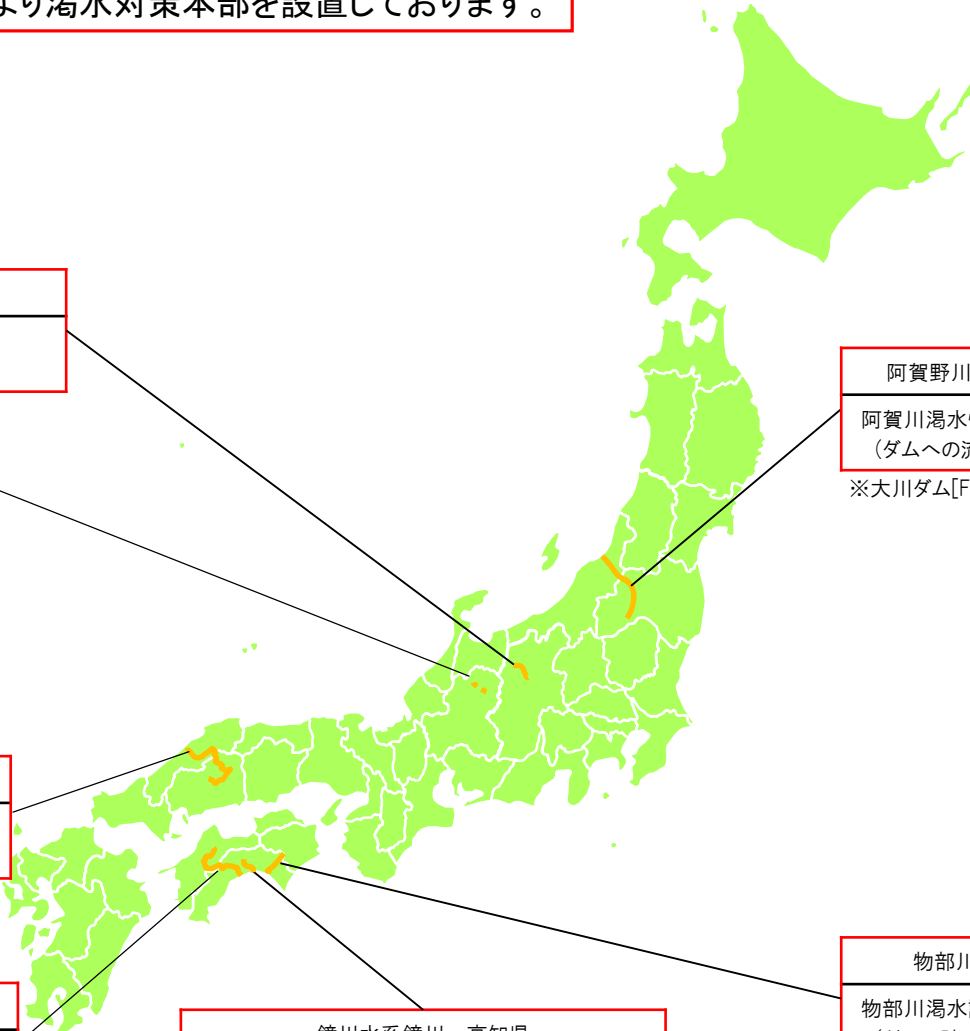 より渇水対策本部を設置しております。
阿賀野川
阿賀川渇水
（ダムへの流
※大川ダム[F
物部川
物部川渇水
鏡川水系鏡川 高知県